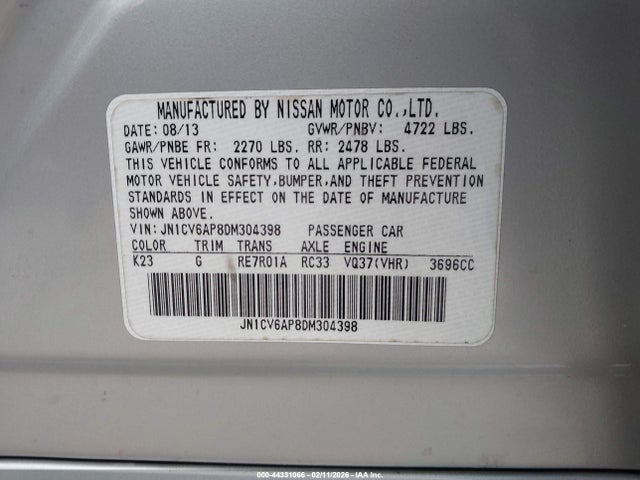 MANUFACTURED BY NISSAN MOTOR CO.,LTD.
DATE: 08/13 GVWR/PNBV: 4722 LBS.
GAWR/PNBE FR: 2270 LBS. RR: 2478 LBS.
THIS VEHICLE CONFORMS TO ALL APPLICABLE FEDERAL
MOTOR VEHICLE SAFETY,BUMPER,AND THEFT PREVENTION
STANDARDS IN EFFECT ON THE DATE OF MANUFACTURE
SHOWN ABOVE.
VIN: JN1CV6AP8DM304398 PASSENGER CAR
COLOR TRIM TRANS AXLE ENGINE
K23 G RE7R01A RC33 VQ37(VHR) 3696CC
JN1CV6AP8DM304398
000-44331066 - 02/11/2026 - IAA Inc.